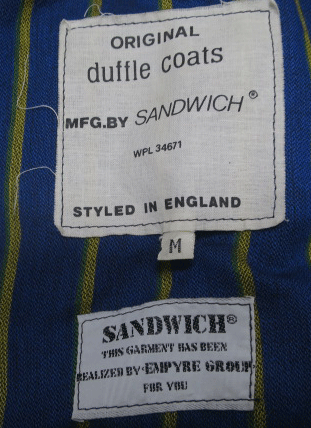 ORIGINAL
duffle coats
MFG.BY SANDWICH®
WPL 34671
STYLED IN ENGLAND
M
SANDWICH®
THIS GARMENT HAS BEEN
REALIZED BY EMPYRE GROUP
FOR YOU